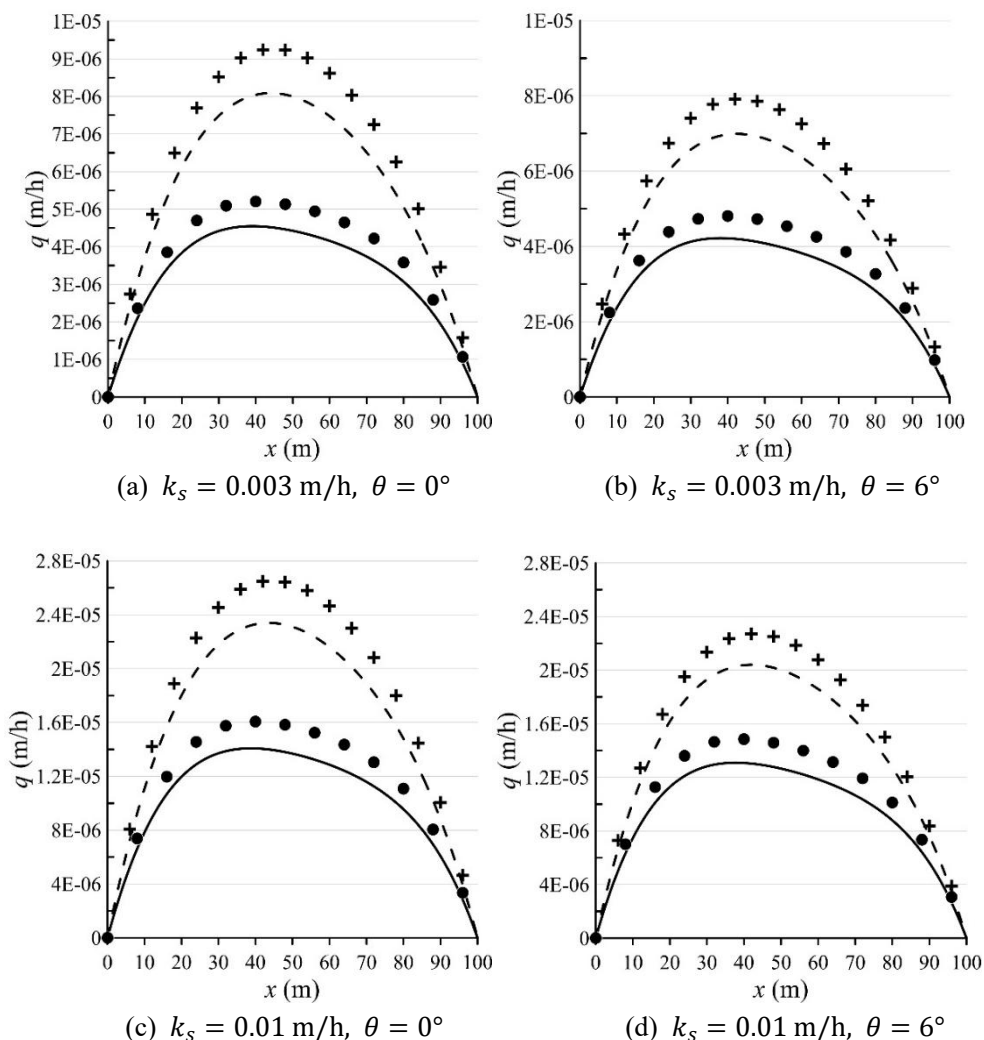 1E-05
9E-06
8E-06
7E-06
6E-06
5E-06
4E-06
3E-06
2E-06
1E-06
0
q (m/h)
0 10 20 30 40 50 60 70 80 90 100
x (m)
(a) k_s = 0.003 m/h, θ = 0°
1E-05
8E-06
6E-06
4E-06
2E-06
0
q (m/h)
0 10 20 30 40 50 60 70 80 90 100
x (m)
(b) k_s = 0.003 m/h, θ = 6°
2.8E-05
2.4E-05
2E-05
1.6E-05
1.2E-05
8E-06
4E-06
0
q (m/h)
0 10 20 30 40 50 60 70 80 90 100
x (m)
(c) k_s = 0.01 m/h, θ = 0°
2.8E-05
2.4E-05
2E-05
1.6E-05
1.2E-05
8E-06
4E-06
0
q (m/h)
0 10 20 30 40 50 60 70 80 90 100
x (m)
(d) k_s = 0.01 m/h, θ = 6°